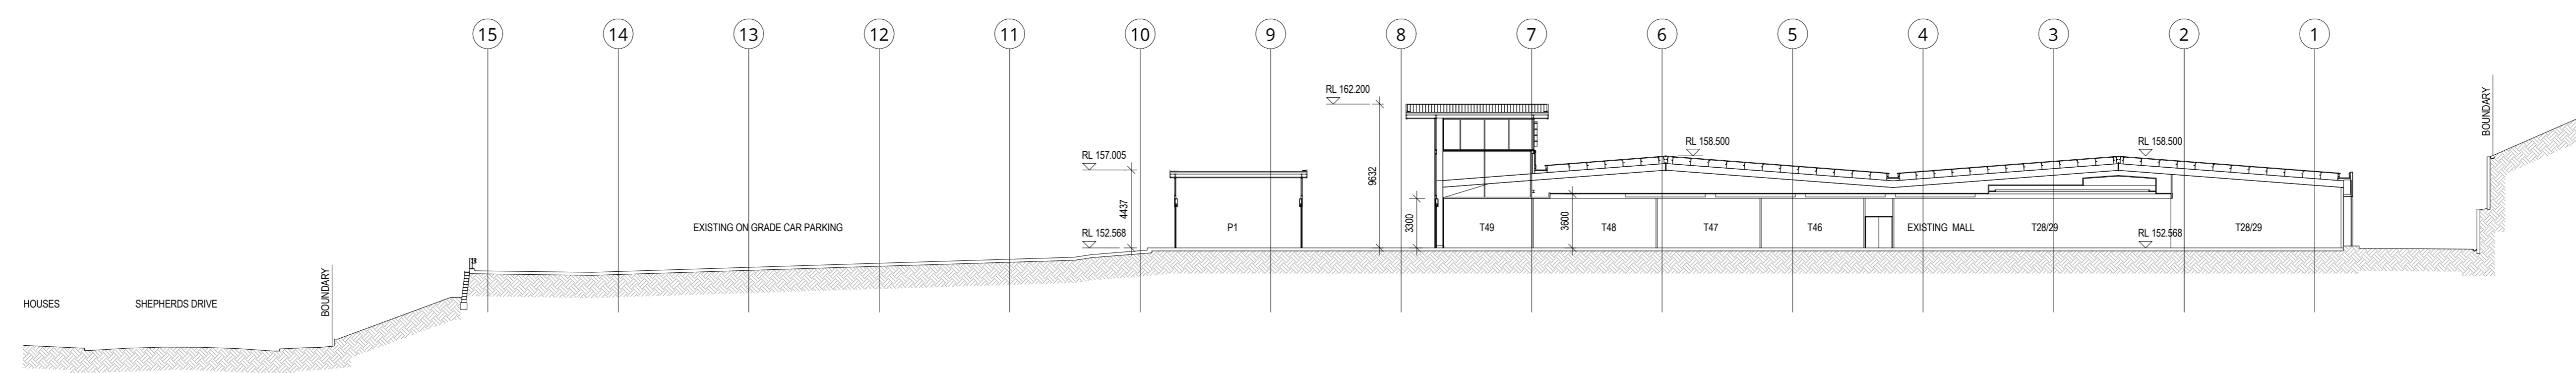 15 14 13 12 11 10 9 8 7 6 5 4 3 2 1
BOUNDARY
RL 162.200
RL 158.500
RL 158.500
RL 157.005
9632
4437
3300
3600
EXISTING ON GRADE CAR PARKING
P1
T49
T48
T47
T46
EXISTING MALL
T28/29
T28/29
RL 152.568
RL 152.568
BOUNDARY
HOUSES
SHEPHERDS DRIVE